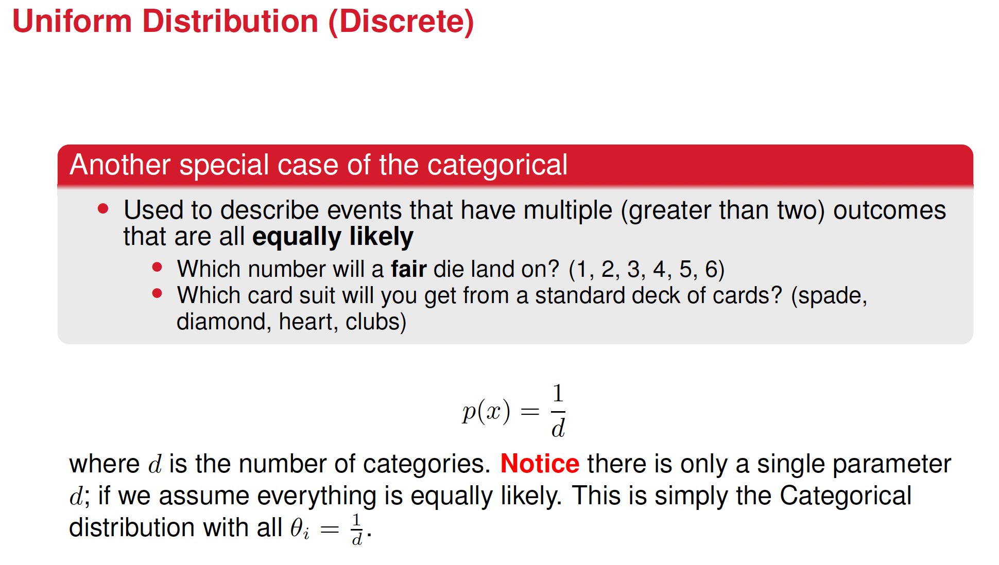 Uniform Distribution (Discrete)
Another special case of the categorical
• Used to describe events that have multiple (greater than two) outcomes
that are all equally likely
• Which number will a fair die land on? (1, 2, 3, 4, 5, 6)
• Which card suit will you get from a standard deck of cards? (spade,
diamond, heart, clubs)
p(x) = 1/d
where d is the number of categories. Notice there is only a single parameter
d; if we assume everything is equally likely. This is simply the Categorical
distribution with all θᵢ = 1/d.